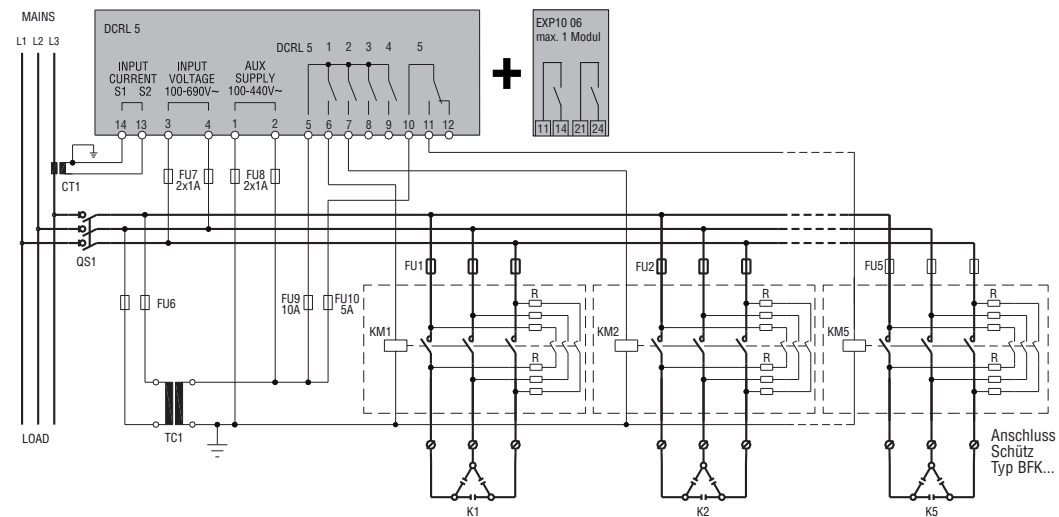 MAINS
L1 L2 L3
DCRL 5
DCRL 5 1 2 3 4 5
INPUT CURRENT
S1 S2
INPUT VOLTAGE
100-690V~
AUX SUPPLY
100-440V~
14 13 3 4 1 2 5 6 7 8 9 10 11 12
+
EXP10 06
max. 1 Modul
11 14 21 24
CT1
FU7
2x1A
FU8
2x1A
QS1
FU6
FU9
10A
FU10
5A
FU1
FU2
FU5
R
R
R
KM1
KM2
KM5
R
R
R
LOAD
TC1
Anschluss
Schütz
Typ BFK...
K1
K2
K5